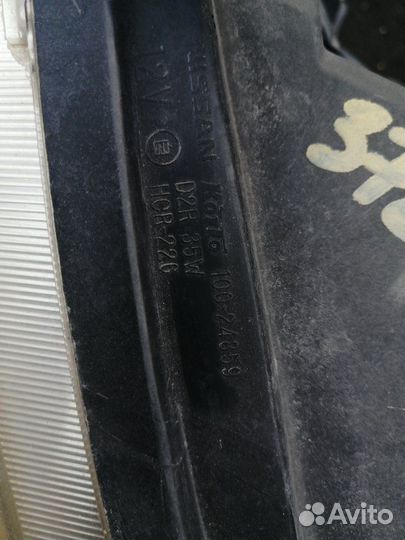 NISSAN Koito 100-24859
12V D2R 35W
HCR-226
Avito